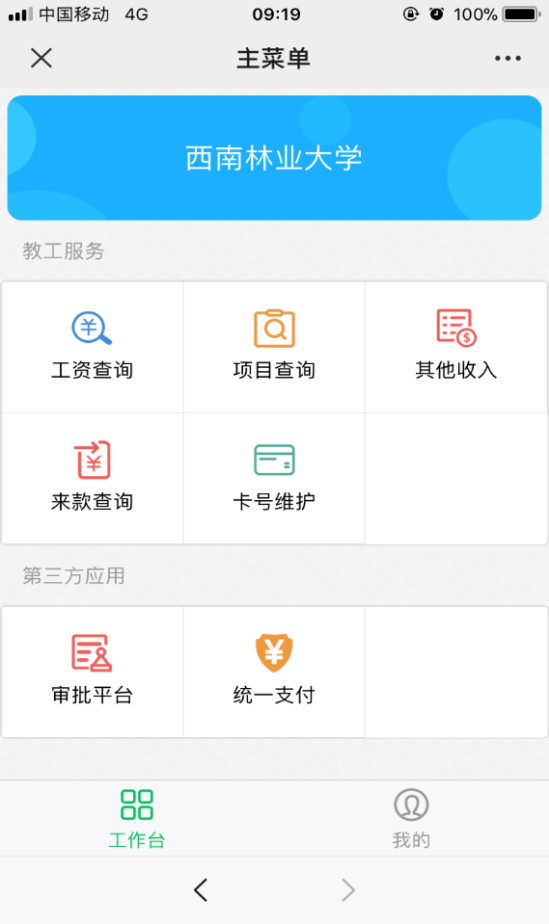 中国移动 4G 09:19 100%
主菜单
西南林业大学
教工服务
工资查询 项目查询 其他收入
来款查询 卡号维护
第三方应用
审批平台 统一支付
工作台 我的